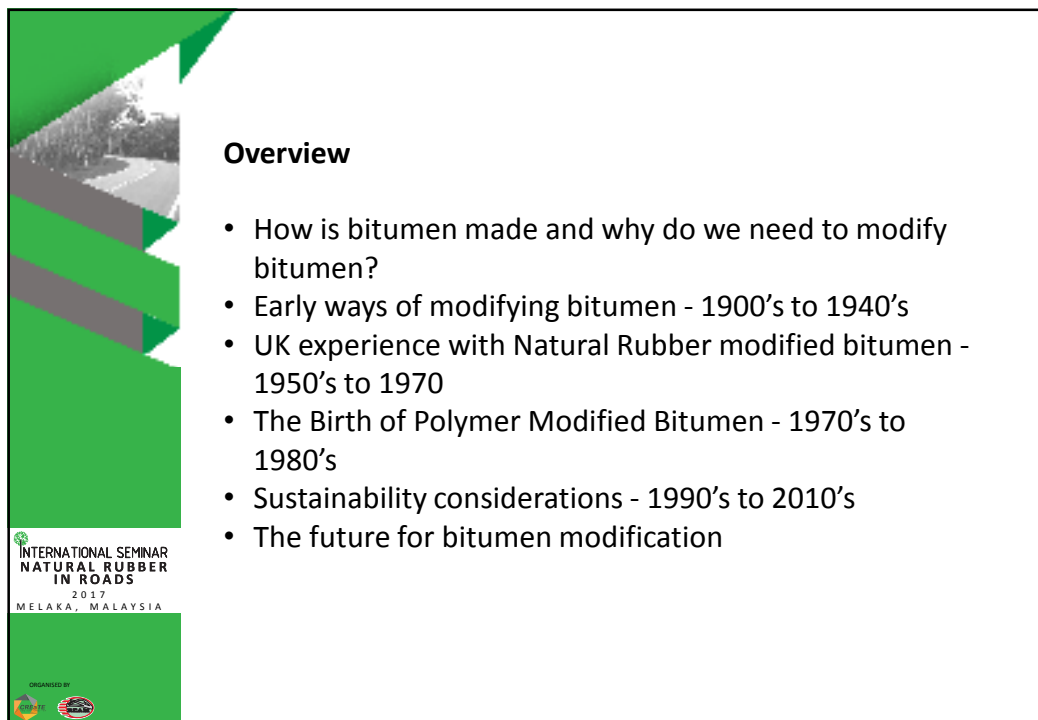 Overview
• How is bitumen made and why do we need to modify
bitumen?
• Early ways of modifying bitumen - 1900’s to 1940’s
• UK experience with Natural Rubber modified bitumen -
1950’s to 1970
• The Birth of Polymer Modified Bitumen - 1970’s to
1980’s
• Sustainability considerations - 1990’s to 2010’s
• The future for bitumen modification
INTERNATIONAL SEMINAR
NATURAL RUBBER
IN ROADS
2017
MELAKA, MALAYSIA
ORGANISED BY
CREATE